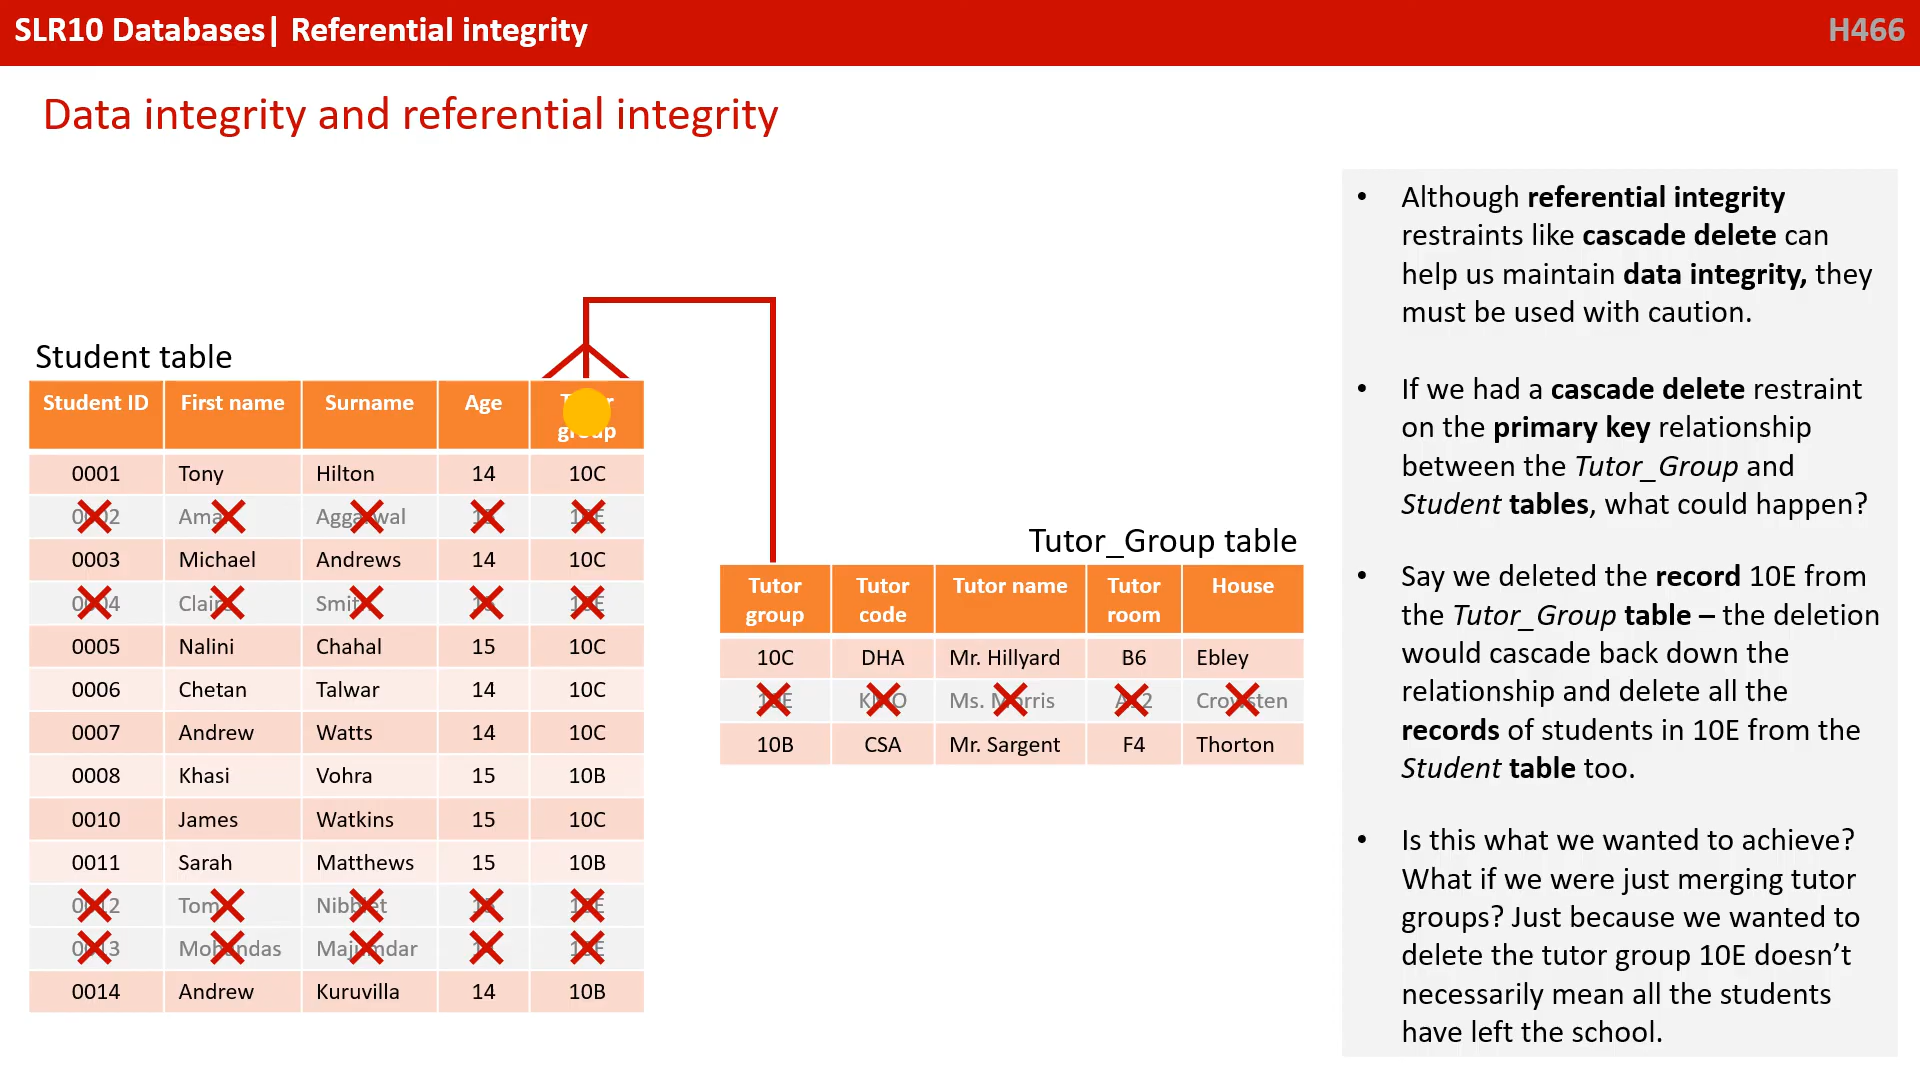 SLR10 Databases| Referential integrity
H466
Data integrity and referential integrity
Student table
Student ID First name Surname Age
0001 Tony Hilton 14 10C
Aggarwal
0003 Michael Andrews 14 10C
0005 Nalini Chahal 15 10C
0006 Chetan Talwar 14 10C
0007 Andrew Watts 14 10C
0008 Khasi Vohra 15 10B
0010 James Watkins 15 10C
0011 Sarah Matthews 15 10B
Tom
0014 Andrew Kuruvilla 14 10B
Tutor_Group table
Tutor group Tutor code Tutor name Tutor room House
10C DHA Mr. Hillyard B6 Ebley
Ms. Morris
10B CSA Mr. Sargent F4 Thorton
• Although referential integrity
restraints like cascade delete can
help us maintain data integrity, they
must be used with caution.
• If we had a cascade delete restraint
on the primary key relationship
between the Tutor_Group and
Student tables, what could happen?
• Say we deleted the record 10E from
the Tutor_Group table – the deletion
would cascade back down the
relationship and delete all the
records of students in 10E from the
Student table too.
• Is this what we wanted to achieve?
What if we were just merging tutor
groups? Just because we wanted to
delete the tutor group 10E doesn’t
necessarily mean all the students
have left the school.